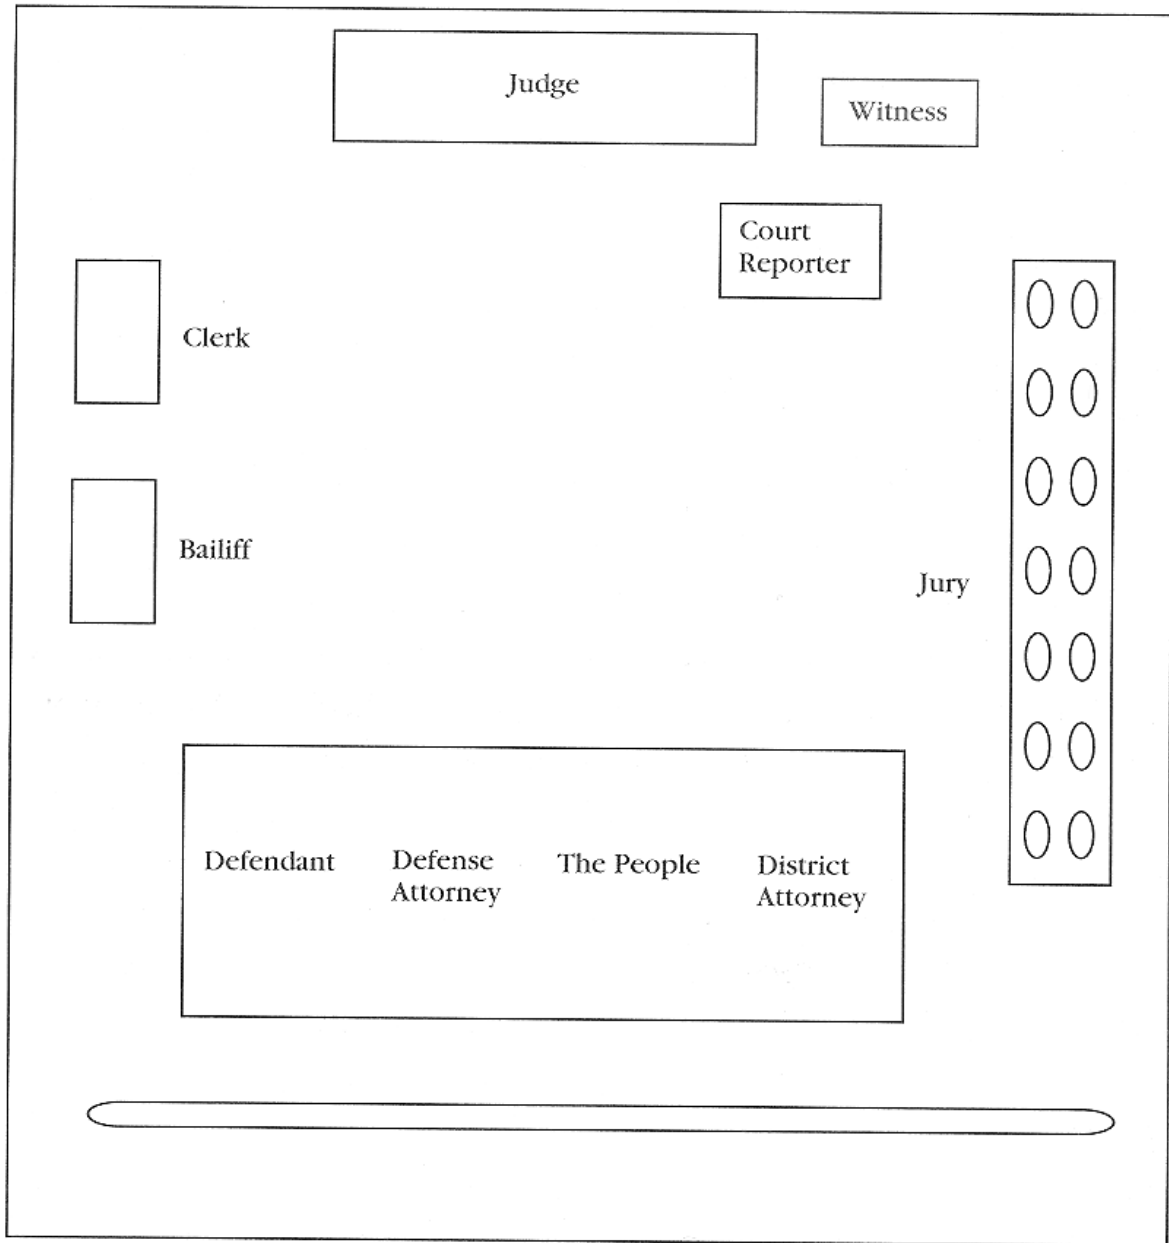 Judge
Witness
Court
Reporter
Clerk
Bailiff
Jury
Defendant
Defense
Attorney
The People
District
Attorney